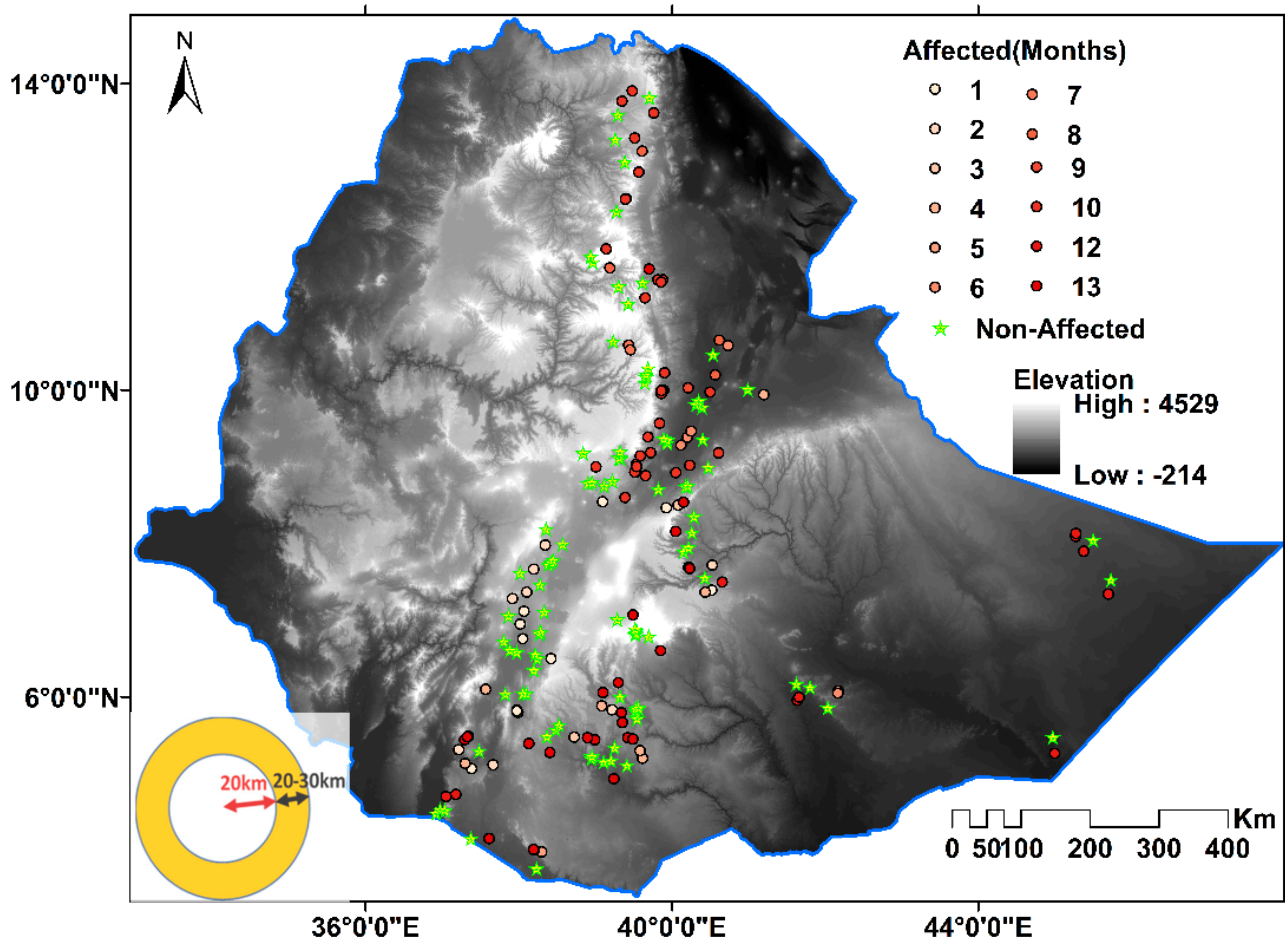 N
14°0'0"N
10°0'0"N
6°0'0"N
Affected(Months)
1 7
2 8
3 9
4 10
5 12
6 13
Non-Affected
Elevation
High : 4529
Low : -214
20km
20-30km
Km
0 50100 200 300 400
36°0'0"E 40°0'0"E 44°0'0"E